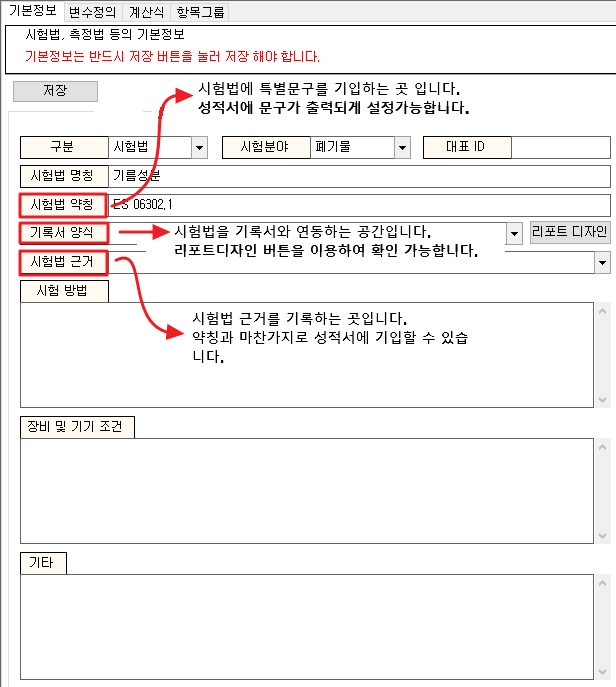 기본정보 변수정의 계산식 항목그룹
시험법, 측정법 등의 기본정보
기본정보는 반드시 저장 버튼을 눌러 저장 해야 합니다.
저장
시험법에 특별문구를 기입하는 곳 입니다.
성적서에 문구가 출력되게 설정가능합니다.
구분 시험법 시험분야 폐기물 대표 ID
시험법 명칭 기름성분
시험법 약칭 ES 06302.1
기록서 양식 시험법을 기록서와 연동하는 공간입니다. 리포트 디자인
리포트디자인 버튼을 이용하여 확인 가능합니다.
시험법 근거
시험 방법
시험법 근거를 기록하는 곳입니다.
약칭과 마찬가지로 성적서에 기입할 수 있습
니다.
장비 및 기기 조건
기타